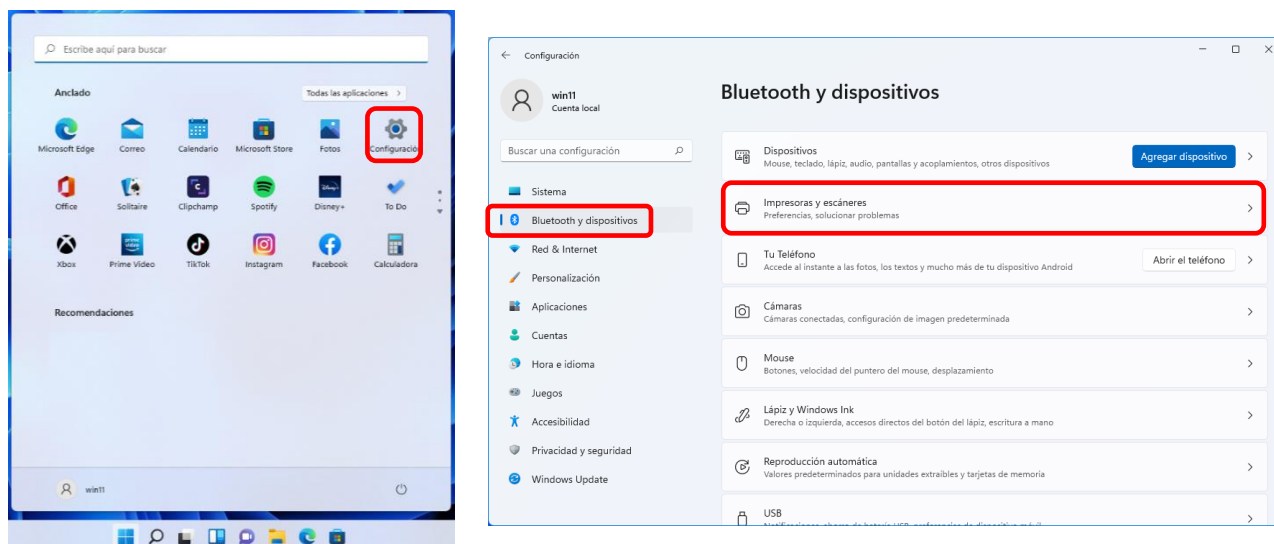 Escribe aquí para buscar
Anclado
Todas las aplicaciones >
Microsoft Edge
Correo
Calendario
Microsoft Store
Fotos
Configuración
Office
Solitaire
Clipchamp
Spotify
Disney+
To Do
Xbox
Prime Video
TikTok
Instagram
Facebook
Calculadora
Recomendaciones
win11
Configuración
win11
Cuenta local
Buscar una configuración
Sistema
Bluetooth y dispositivos
Red & Internet
Personalización
Aplicaciones
Cuentas
Hora e idioma
Juegos
Accesibilidad
Privacidad y seguridad
Windows Update
Bluetooth y dispositivos
Dispositivos
Mouse, teclado, lápiz, audio, pantallas y acoplamientos, otros dispositivos
Agregar dispositivo
Impresoras y escáneres
Preferencias, solucionar problemas
Tu Teléfono
Accede al instante a las fotos, los textos y mucho más de tu dispositivo Android
Abrir el teléfono
Cámaras
Cámaras conectadas, configuración de imagen predeterminada
Mouse
Botones, velocidad del puntero del mouse, desplazamiento
Lápiz y Windows Ink
Derecha o izquierda, accesos directos del botón del lápiz, escritura a mano
Reproducción automática
Valores predeterminados para unidades extraíbles y tarjetas de memoria
USB